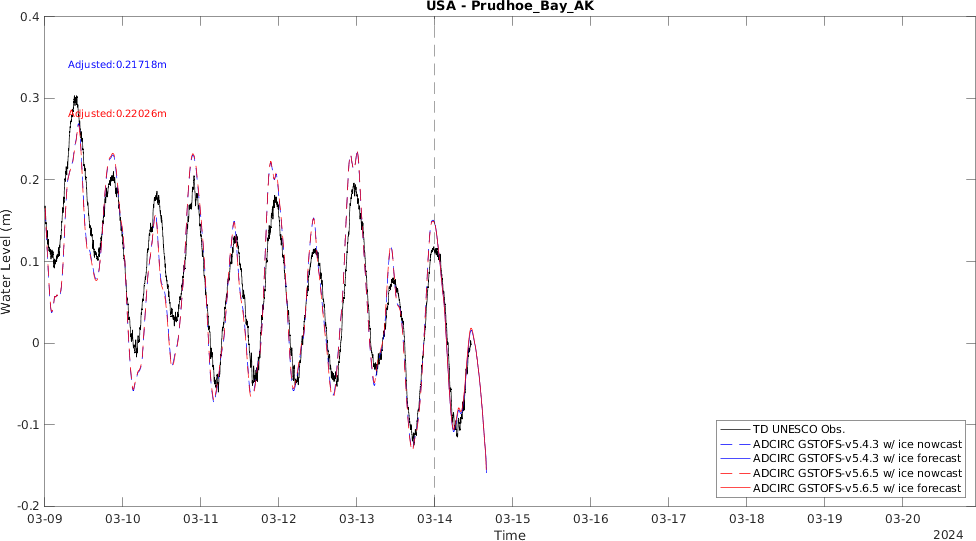 USA - Prudhoe_Bay_AK
0.4
Adjusted:0.21718m
0.3
Adjusted:0.22026m
0.2
Water Level (m)
0.1
0
-0.1
-0.2
TD UNESCO Obs.
ADCIRC GSTOFS-v5.4.3 w/ ice nowcast
ADCIRC GSTOFS-v5.4.3 w/ ice forecast
ADCIRC GSTOFS-v5.6.5 w/ ice nowcast
ADCIRC GSTOFS-v5.6.5 w/ ice forecast
03-09 03-10 03-11 03-12 03-13 03-14 03-15 03-16 03-17 03-18 03-19 03-20
Time
2024